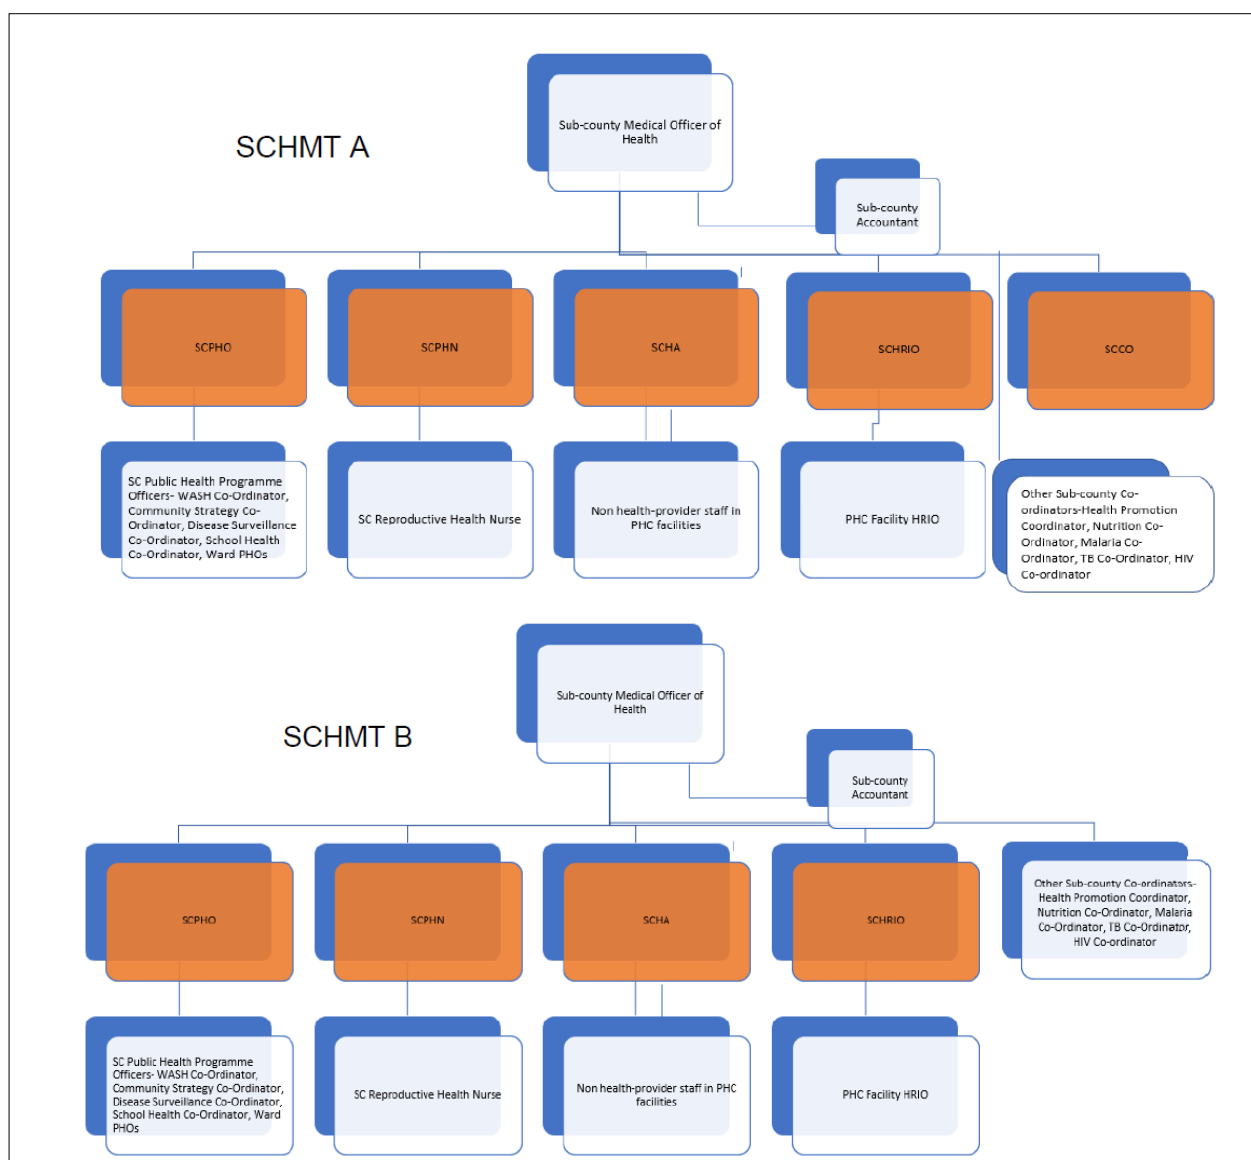 Sub-county Medical Officer of
Health
SCHMT A
Sub-county
Accountant
SCPHO
SCPHN
SCHA
SCHRIO
SCCO
SC Public Health Programme
Officers- WASH Co-Ordinator,
Community Strategy Co-
Ordinator, Disease Surveillance
Co-Ordinator, School Health
Co-Ordinator, Ward PHOs
SC Reproductive Health Nurse
Non health-provider staff in
PHC facilities
PHC Facility HRIO
Other Sub-county Co-
ordinators-Health Promotion
Coordinator, Nutrition Co-
Ordinator, Malaria Co-
Ordinator, TB Co-Ordinator, HIV
Co-ordinator
Sub-county Medical Officer of
Health
SCHMT B
Sub-county
Accountant
SCPHO
SCPHN
SCHA
SCHRIO
Other Sub-county Co-ordinators-
Health Promotion Coordinator,
Nutrition Co-Ordinator, Malaria
Co-Ordinator, TB Co-Ordinator,
HIV Co-ordinator
SC Public Health Programme
Officers- WASH Co-Ordinator,
Community Strategy Co-Ordinator,
Disease Surveillance Co-Ordinator,
School Health Co-Ordinator, Ward
PHOs
SC Reproductive Health Nurse
Non health-provider staff in PHC
facilities
PHC Facility HRIO